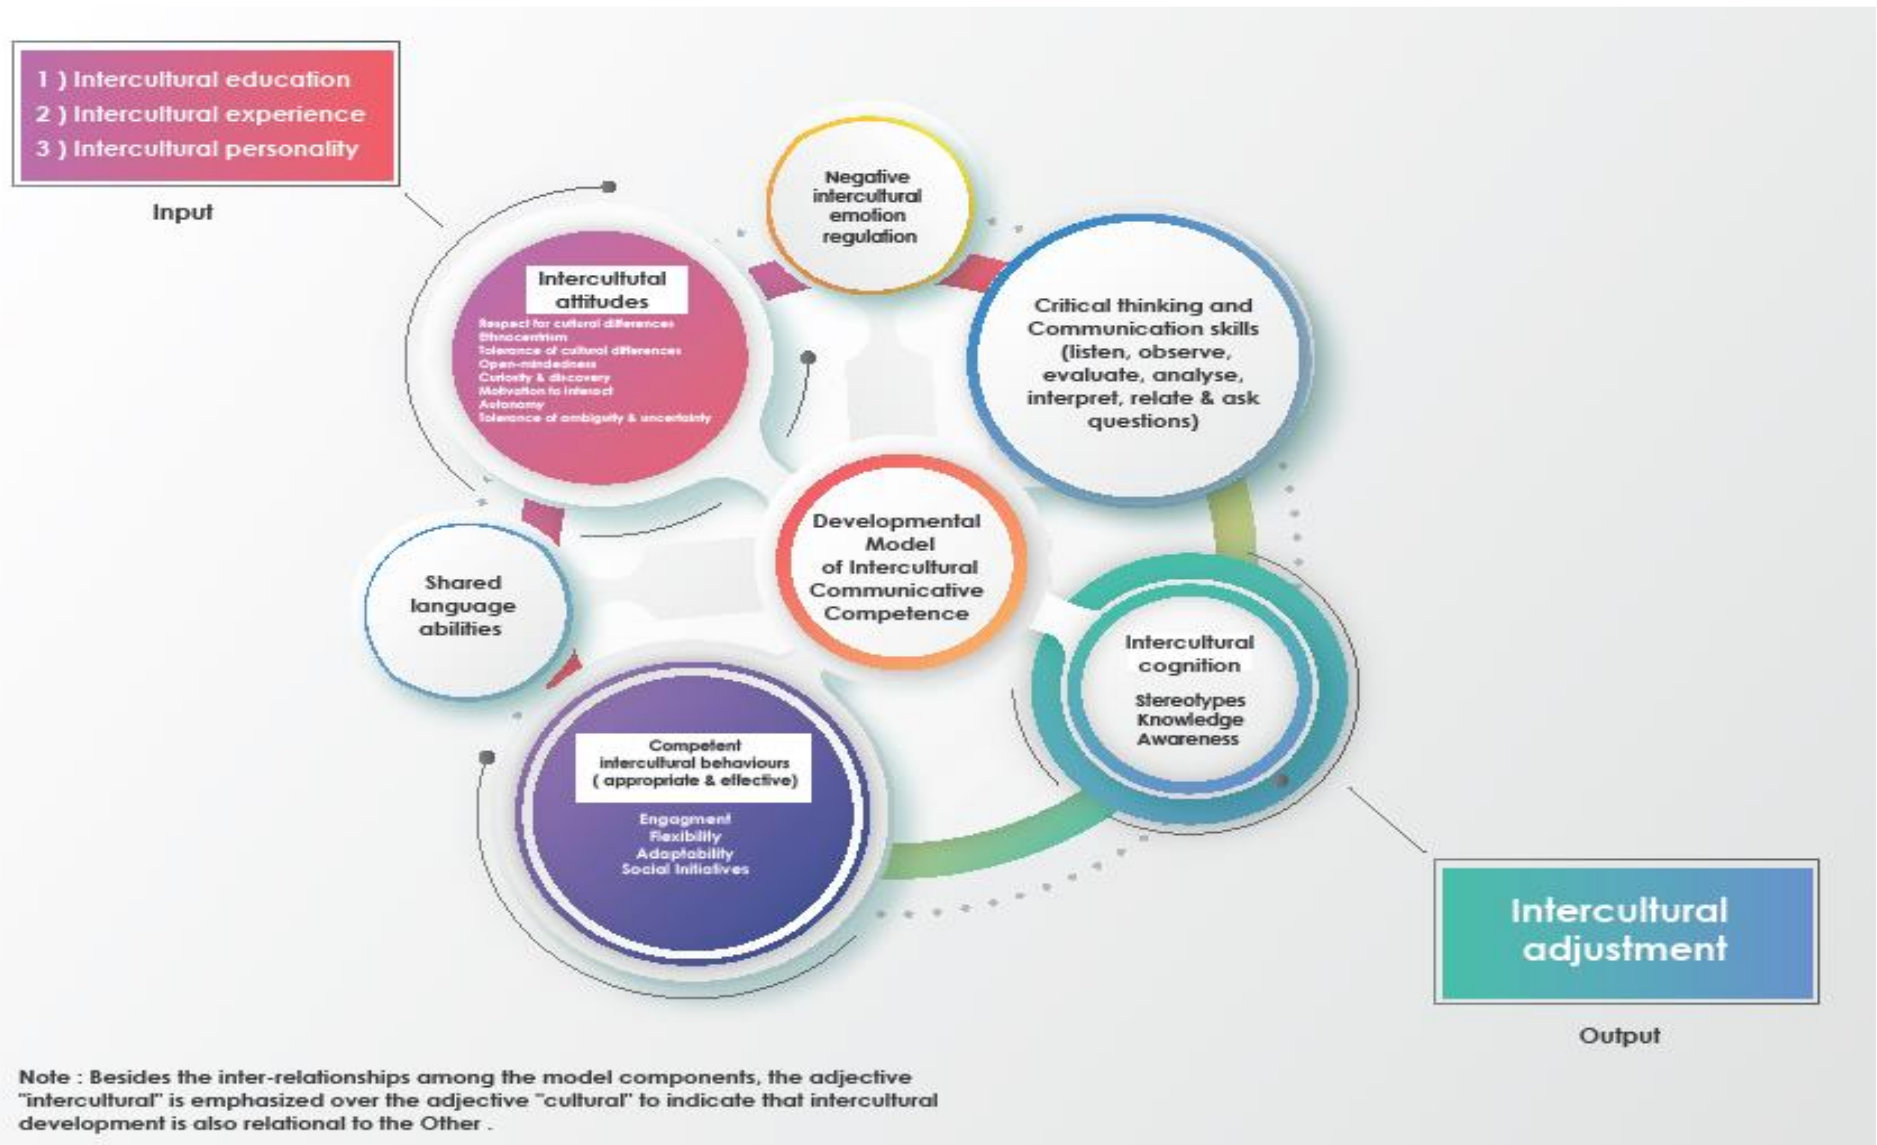 1 ) Intercultural education
2 ) Intercultural experience
3 ) Intercultural personality
Input
Negative
intercultural
emotion
regulation
Intercultutal
attitudes
Respect for cultural differences
Ethnocentrism
Tolerance of cultural differences
Open-mindedness
Curiosity & discovery
Motivation to interact
Autonomy
Tolerance of ambiguity & uncertainty
Critical thinking and
Communication skills
(listen, observe,
evaluate, analyse,
interpret, relate & ask
questions)
Developmental
Model
of Intercultural
Communicative
Competence
Shared
language
abilities
Intercultural
cognition
Stereotypes
Knowledge
Awareness
Competent
intercultural behaviours
( appropriate & effective)
Engagment
Flexibility
Adaptability
Social Initiatives
Intercultural
adjustment
Output
Note : Besides the inter-relationships among the model components, the adjective
"intercultural" is emphasized over the adjective "cultural" to indicate that intercultural
development is also relational to the Other .